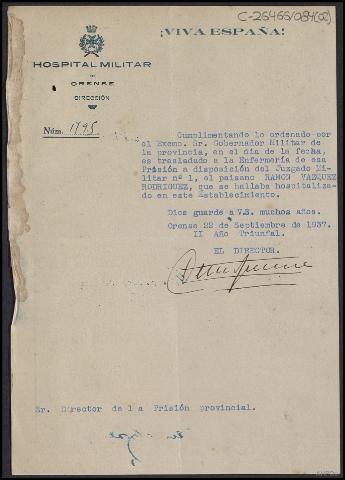 C-26466/084(02)
¡VIVA ESPAÑA!
HOSPITAL MILITAR
DE
ORENSE
DIRECCIÓN
Núm. 1795
Cumplimentando lo ordenado por
el Excmo. Sr. Gobernador Militar de
la provincia, en el día de la fecha,
es trasladado a la Enfermería de esa
Prisión a disposición del Juzgado Mi-
litar nº 1, el paisano RAMON VAZQUEZ
RODRIGUEZ, que se hallaba hospitaliza-
do en este Establecimiento.
Dios guarde a V.S. muchos años.
Orense 22 de Septiembre de 1937.
II Año Triunfal.
EL DIRECTOR.
Sr. Director de la Prisión provincial.